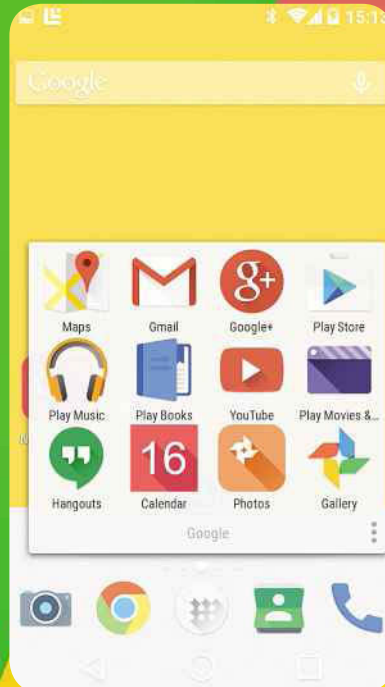 15:13
Google
Maps Gmail Google+ Play Store
Play Music Play Books YouTube Play Movies &...
16
Hangouts Calendar Photos Gallery
Google